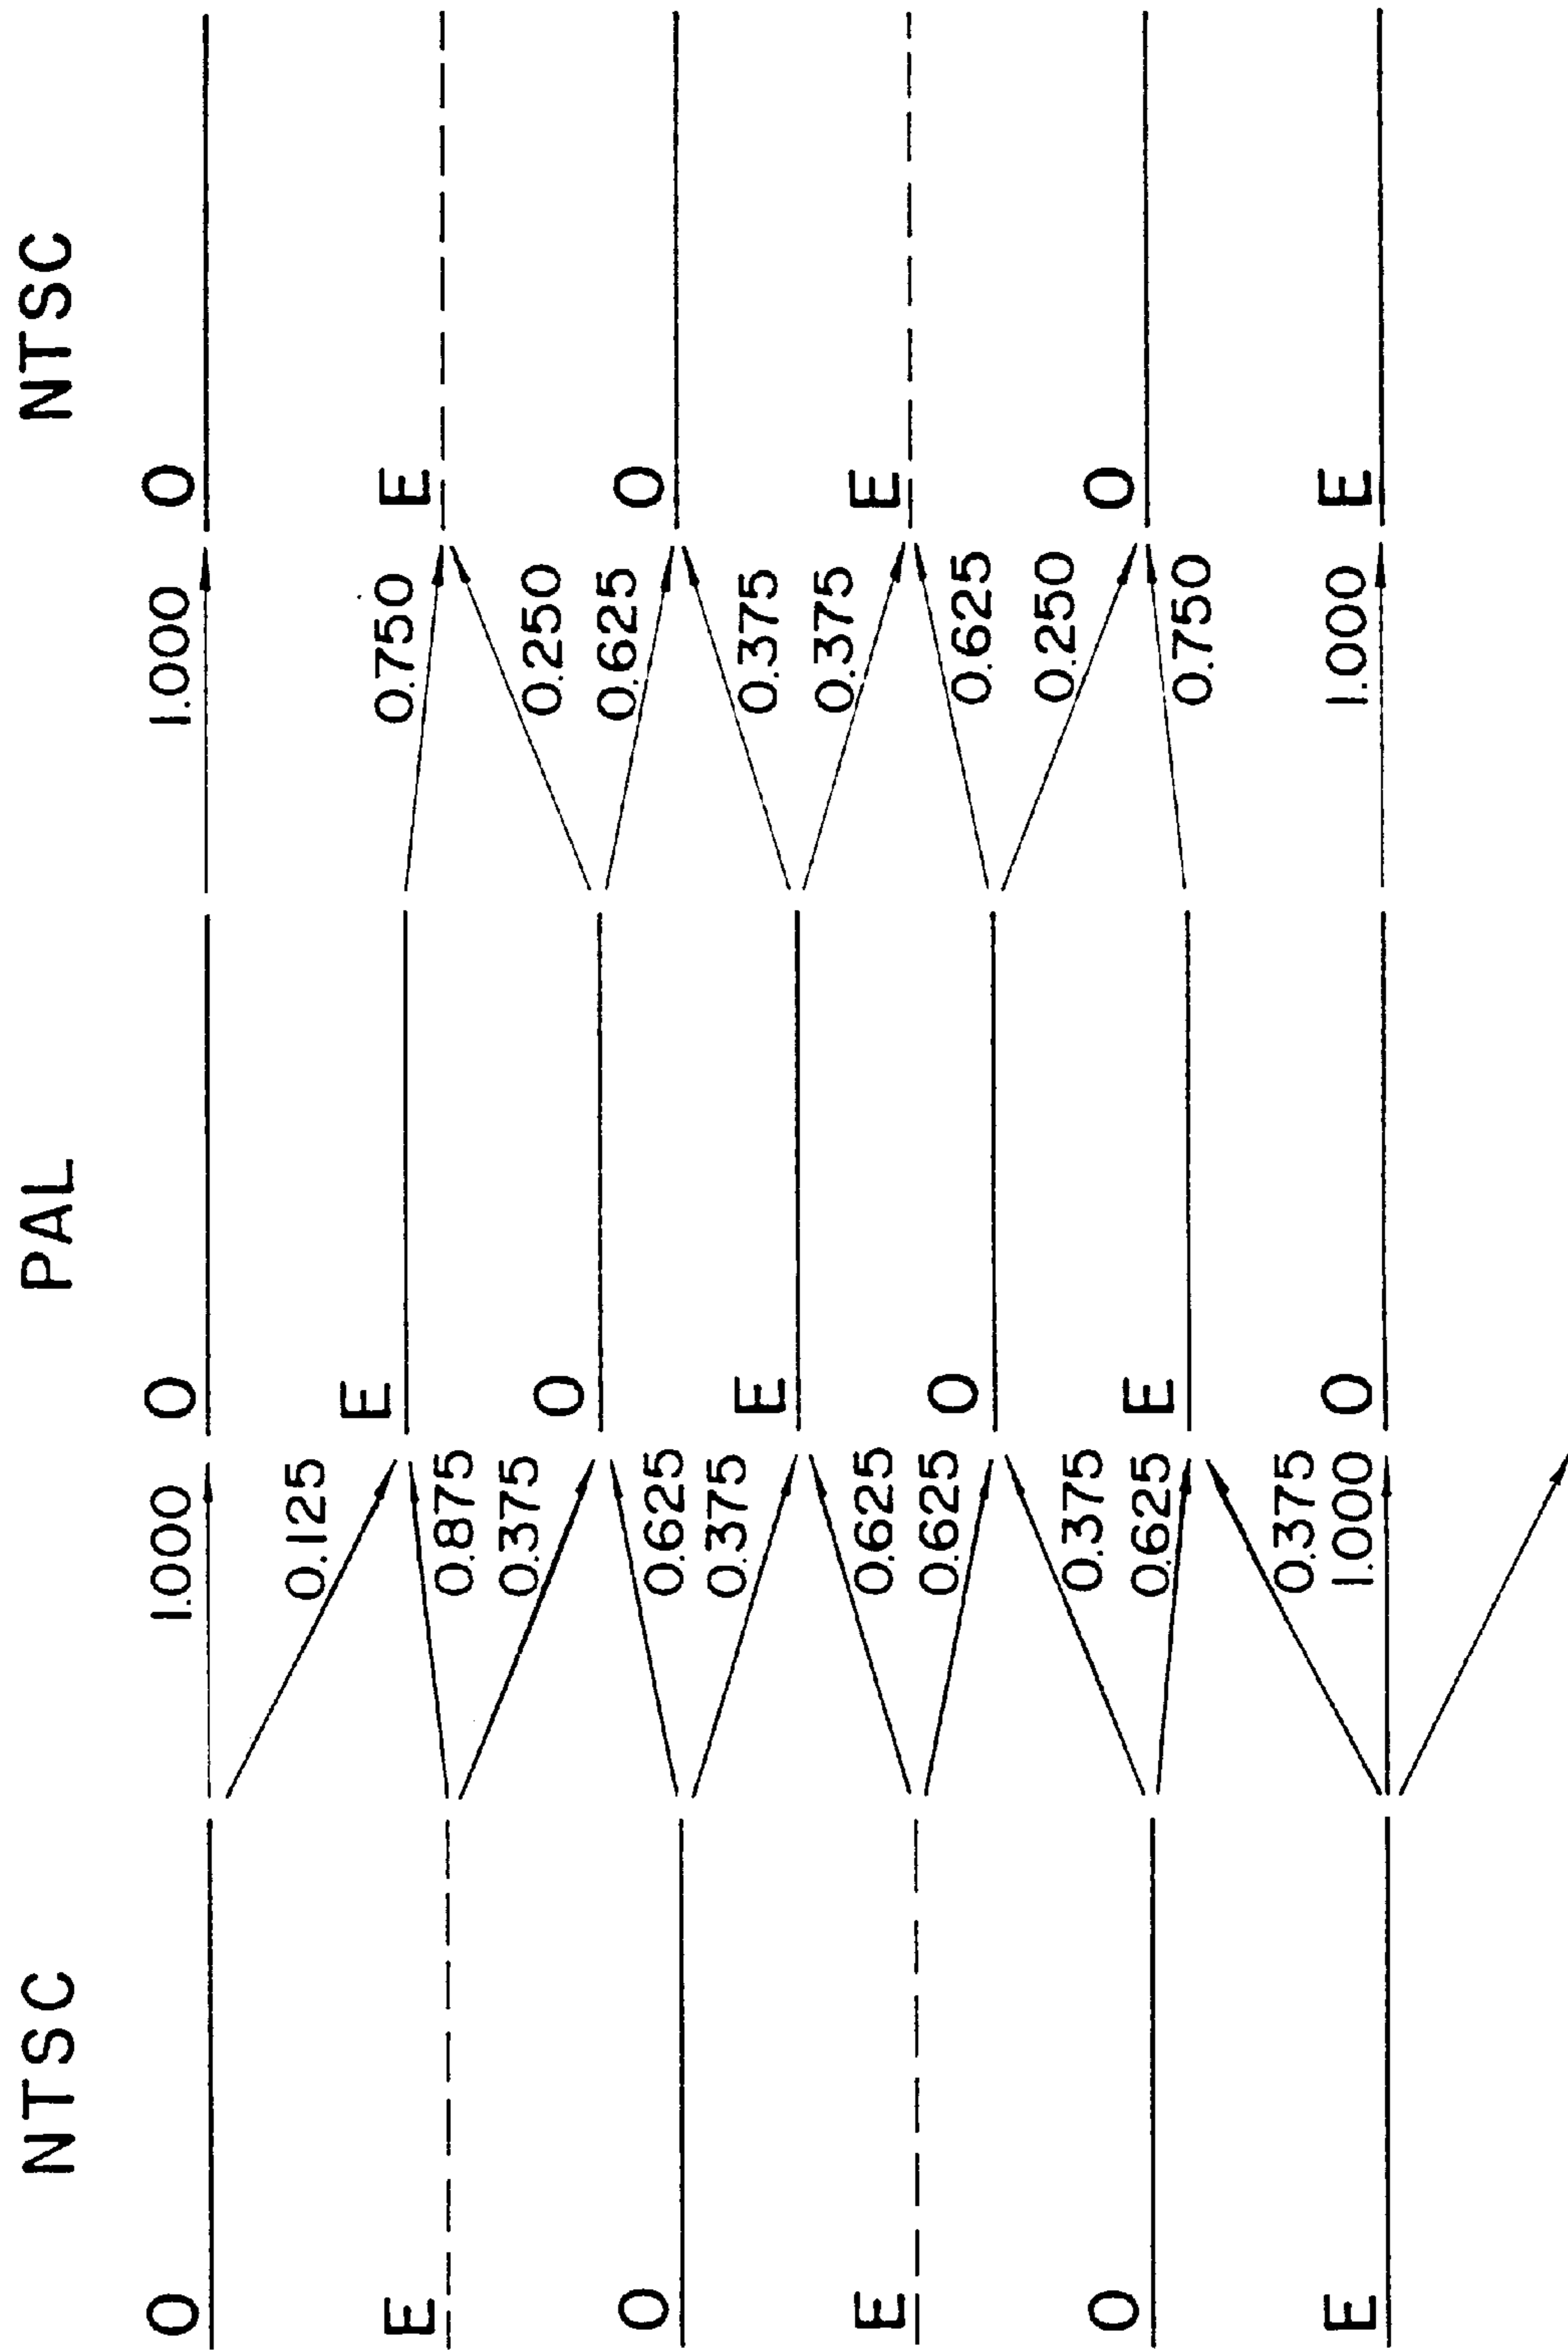 NTSC PAL NTSC
O 1.000 O 1.000 O
0.125
E E 0.750 E
0.875
0.375 O 0.250
O 0.625 0.625 O
0.375 E 0.375
E 0.625 0.375 E
0.625 O 0.625
O 0.375 0.250 O
0.625 E 0.750
0.375
E 1.000 O 1.000 E